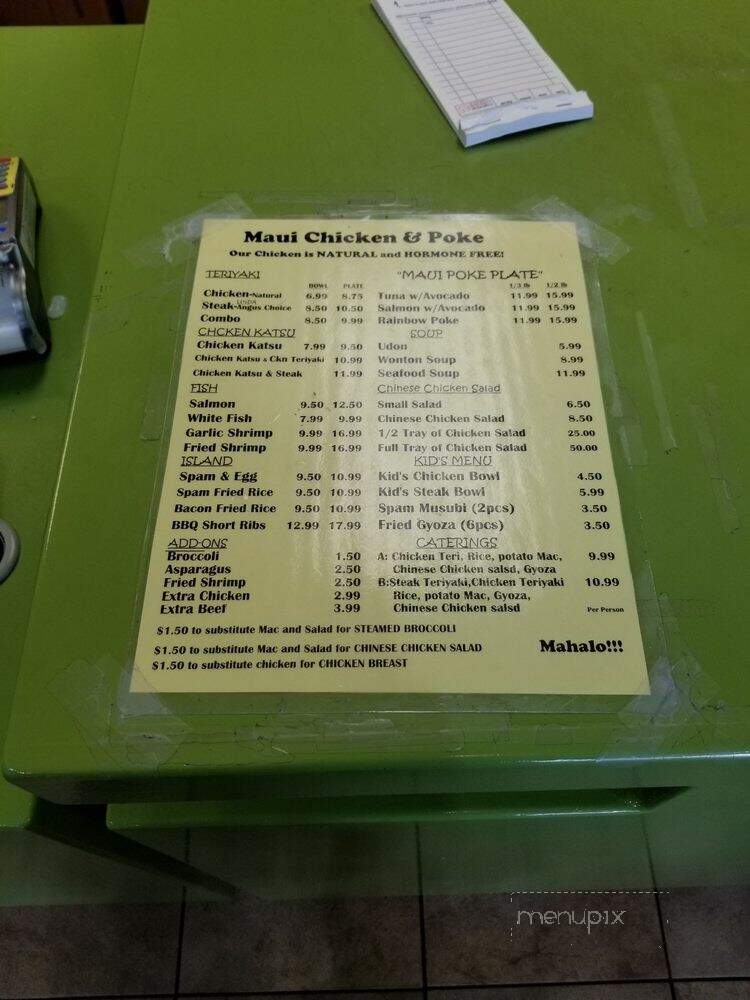 Maui Chicken & Poke
Our Chicken is NATURAL and HORMONE FREE!
TERIYAKI
BOWL PLATE
Chicken-Natural 6.99 8.75
Steak-Angus Choice 8.50 10.50
Combo 8.50 9.99
CHCKEN KATSU
Chicken Katsu 7.99 9.50
Chicken Katsu & Ckn Teriyaki 10.99
Chicken Katsu & Steak 11.99
FISH
Salmon 9.50 12.50
White Fish 7.99 9.99
Garlic Shrimp 9.99 16.99
Fried Shrimp 9.99 16.99
ISLAND
Spam & Egg 9.50 10.99
Spam Fried Rice 9.50 10.99
Bacon Fried Rice 9.50 10.99
BBQ Short Ribs 12.99 17.99
ADD-ONS
Broccoli 1.50
Asparagus 2.50
Fried Shrimp 2.50
Extra Chicken 2.99
Extra Beef 3.99
"MAUI POKE PLATE"
1/3 lb 1/2 lb
Tuna w/Avocado 11.99 15.99
Salmon w/Avocado 11.99 15.99
Rainbow Poke 11.99 15.99
SOUP
Udon 5.99
Wonton Soup 8.99
Seafood Soup 11.99
Chinese Chicken Salad
Small Salad 6.50
Chinese Chicken Salad 8.50
1/2 Tray of Chicken Salad 25.00
Full Tray of Chicken Salad 50.00
KID'S MENU
Kid's Chicken Bowl 4.50
Kid's Steak Bowl 5.99
Spam Musubi (2pcs) 3.50
Fried Gyoza (6pcs) 3.50
CATERINGS
A: Chicken Teri, Rice, potato Mac, 9.99
Chinese Chicken salsd, Gyoza
B:Steak Teriyaki,Chicken Teriyaki 10.99
Rice, potato Mac, Gyoza,
Chinese Chicken salsd Per Person
$1.50 to substitute Mac and Salad for STEAMED BROCCOLI
$1.50 to substitute Mac and Salad for CHINESE CHICKEN SALAD
$1.50 to substitute chicken for CHICKEN BREAST
Mahalo!!!
menupix